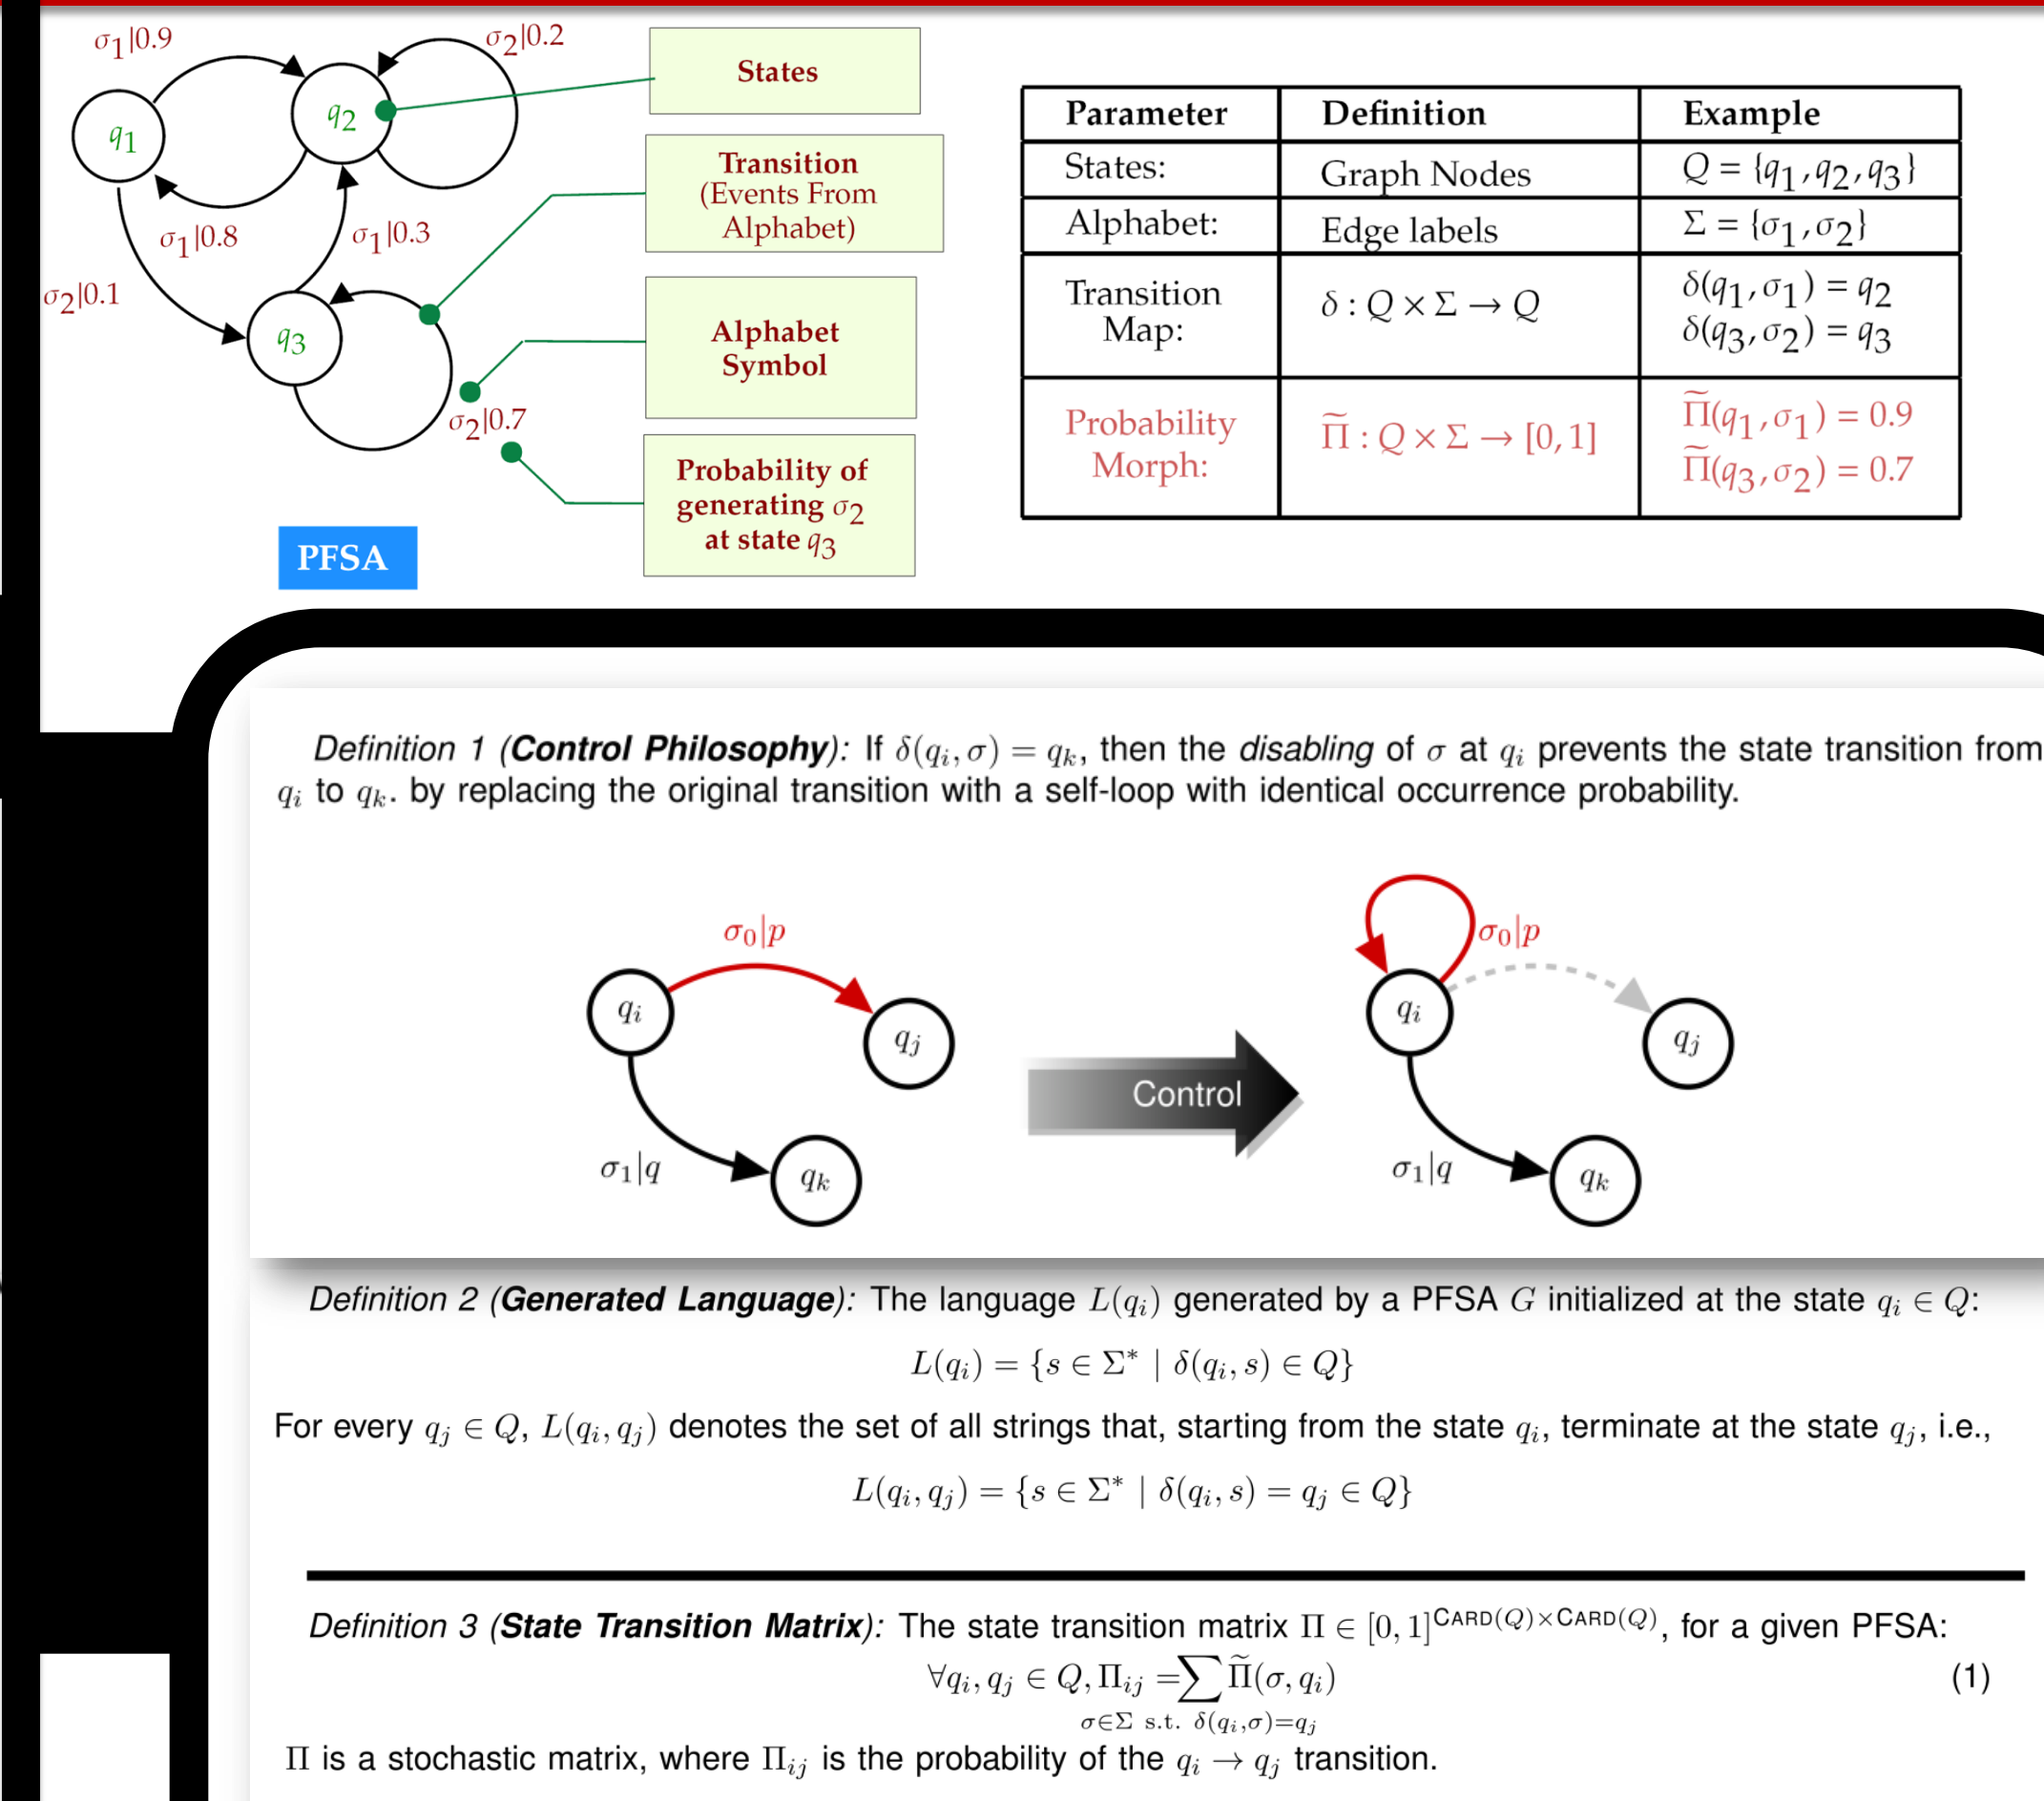 σ1|0.9
σ2|0.2
q1
q2
σ1|0.8
σ1|0.3
σ2|0.1
q3
σ2|0.7
PFSA
States
Transition
(Events From
Alphabet)
Alphabet
Symbol
Probability of
generating σ2
at state q3
Parameter Definition Example
States: Graph Nodes Q = {q1, q2, q3}
Alphabet: Edge labels Σ = {σ1, σ2}
Transition
Map:
δ : Q × Σ → Q
δ(q1, σ1) = q2
δ(q3, σ2) = q3
Probability
Morph:
Π̃ : Q × Σ → [0, 1]
Π̃(q1, σ1) = 0.9
Π̃(q3, σ2) = 0.7
Definition 1 (Control Philosophy): If δ(qi, σ) = qk, then the disabling of σ at qi prevents the state transition from
qi to qk. by replacing the original transition with a self-loop with identical occurrence probability.
σ0|p
qi
qj
σ1|q
qk
Control
σ0|p
qi
qj
σ1|q
qk
Definition 2 (Generated Language): The language L(qi) generated by a PFSA G initialized at the state qi ∈ Q:
L(qi) = {s ∈ Σ* | δ(qi, s) ∈ Q}
For every qj ∈ Q, L(qi, qj) denotes the set of all strings that, starting from the state qi, terminate at the state qj, i.e.,
L(qi, qj) = {s ∈ Σ* | δ(qi, s) = qj ∈ Q}
Definition 3 (State Transition Matrix): The state transition matrix Π ∈ [0, 1]^CARD(Q)×CARD(Q), for a given PFSA:
∀qi, qj ∈ Q, Πij = ∑ Π̃(σ, qi) (1)
σ∈Σ s.t. δ(qi,σ)=qj
Π is a stochastic matrix, where Πij is the probability of the qi → qj transition.